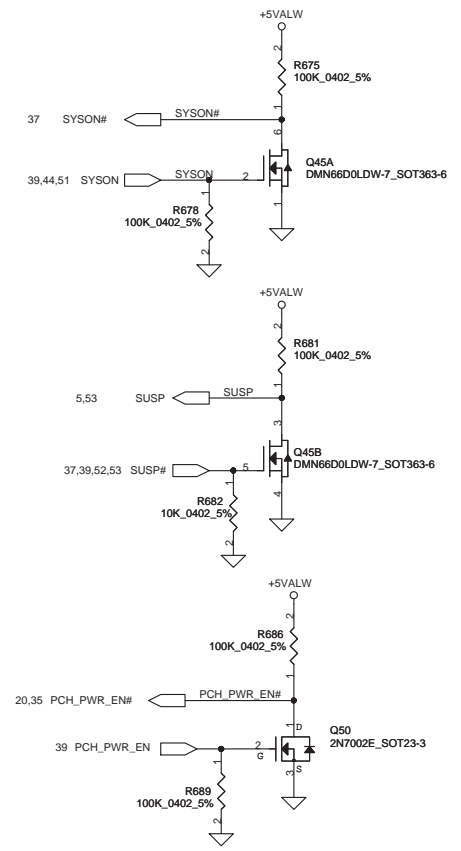 +5VALW
2
R675
100K_0402_5%
1
37 SYSON# SYSON#
6
Q45A
DMN66D0LDW-7_SOT363-6
39,44,51 SYSON SYSON 2
1
1
R678
100K_0402_5%
2
+5VALW
2
R681
100K_0402_5%
1
5,53 SUSP SUSP
3
Q45B
DMN66D0LDW-7_SOT363-6
37,39,52,53 SUSP# 5
1
4
R682
10K_0402_5%
2
+5VALW
2
R686
100K_0402_5%
1
20,35 PCH_PWR_EN# PCH_PWR_EN#
1 D
Q50
2N7002E_SOT23-3
39 PCH_PWR_EN 2
G
3 S
1
R689
100K_0402_5%
2